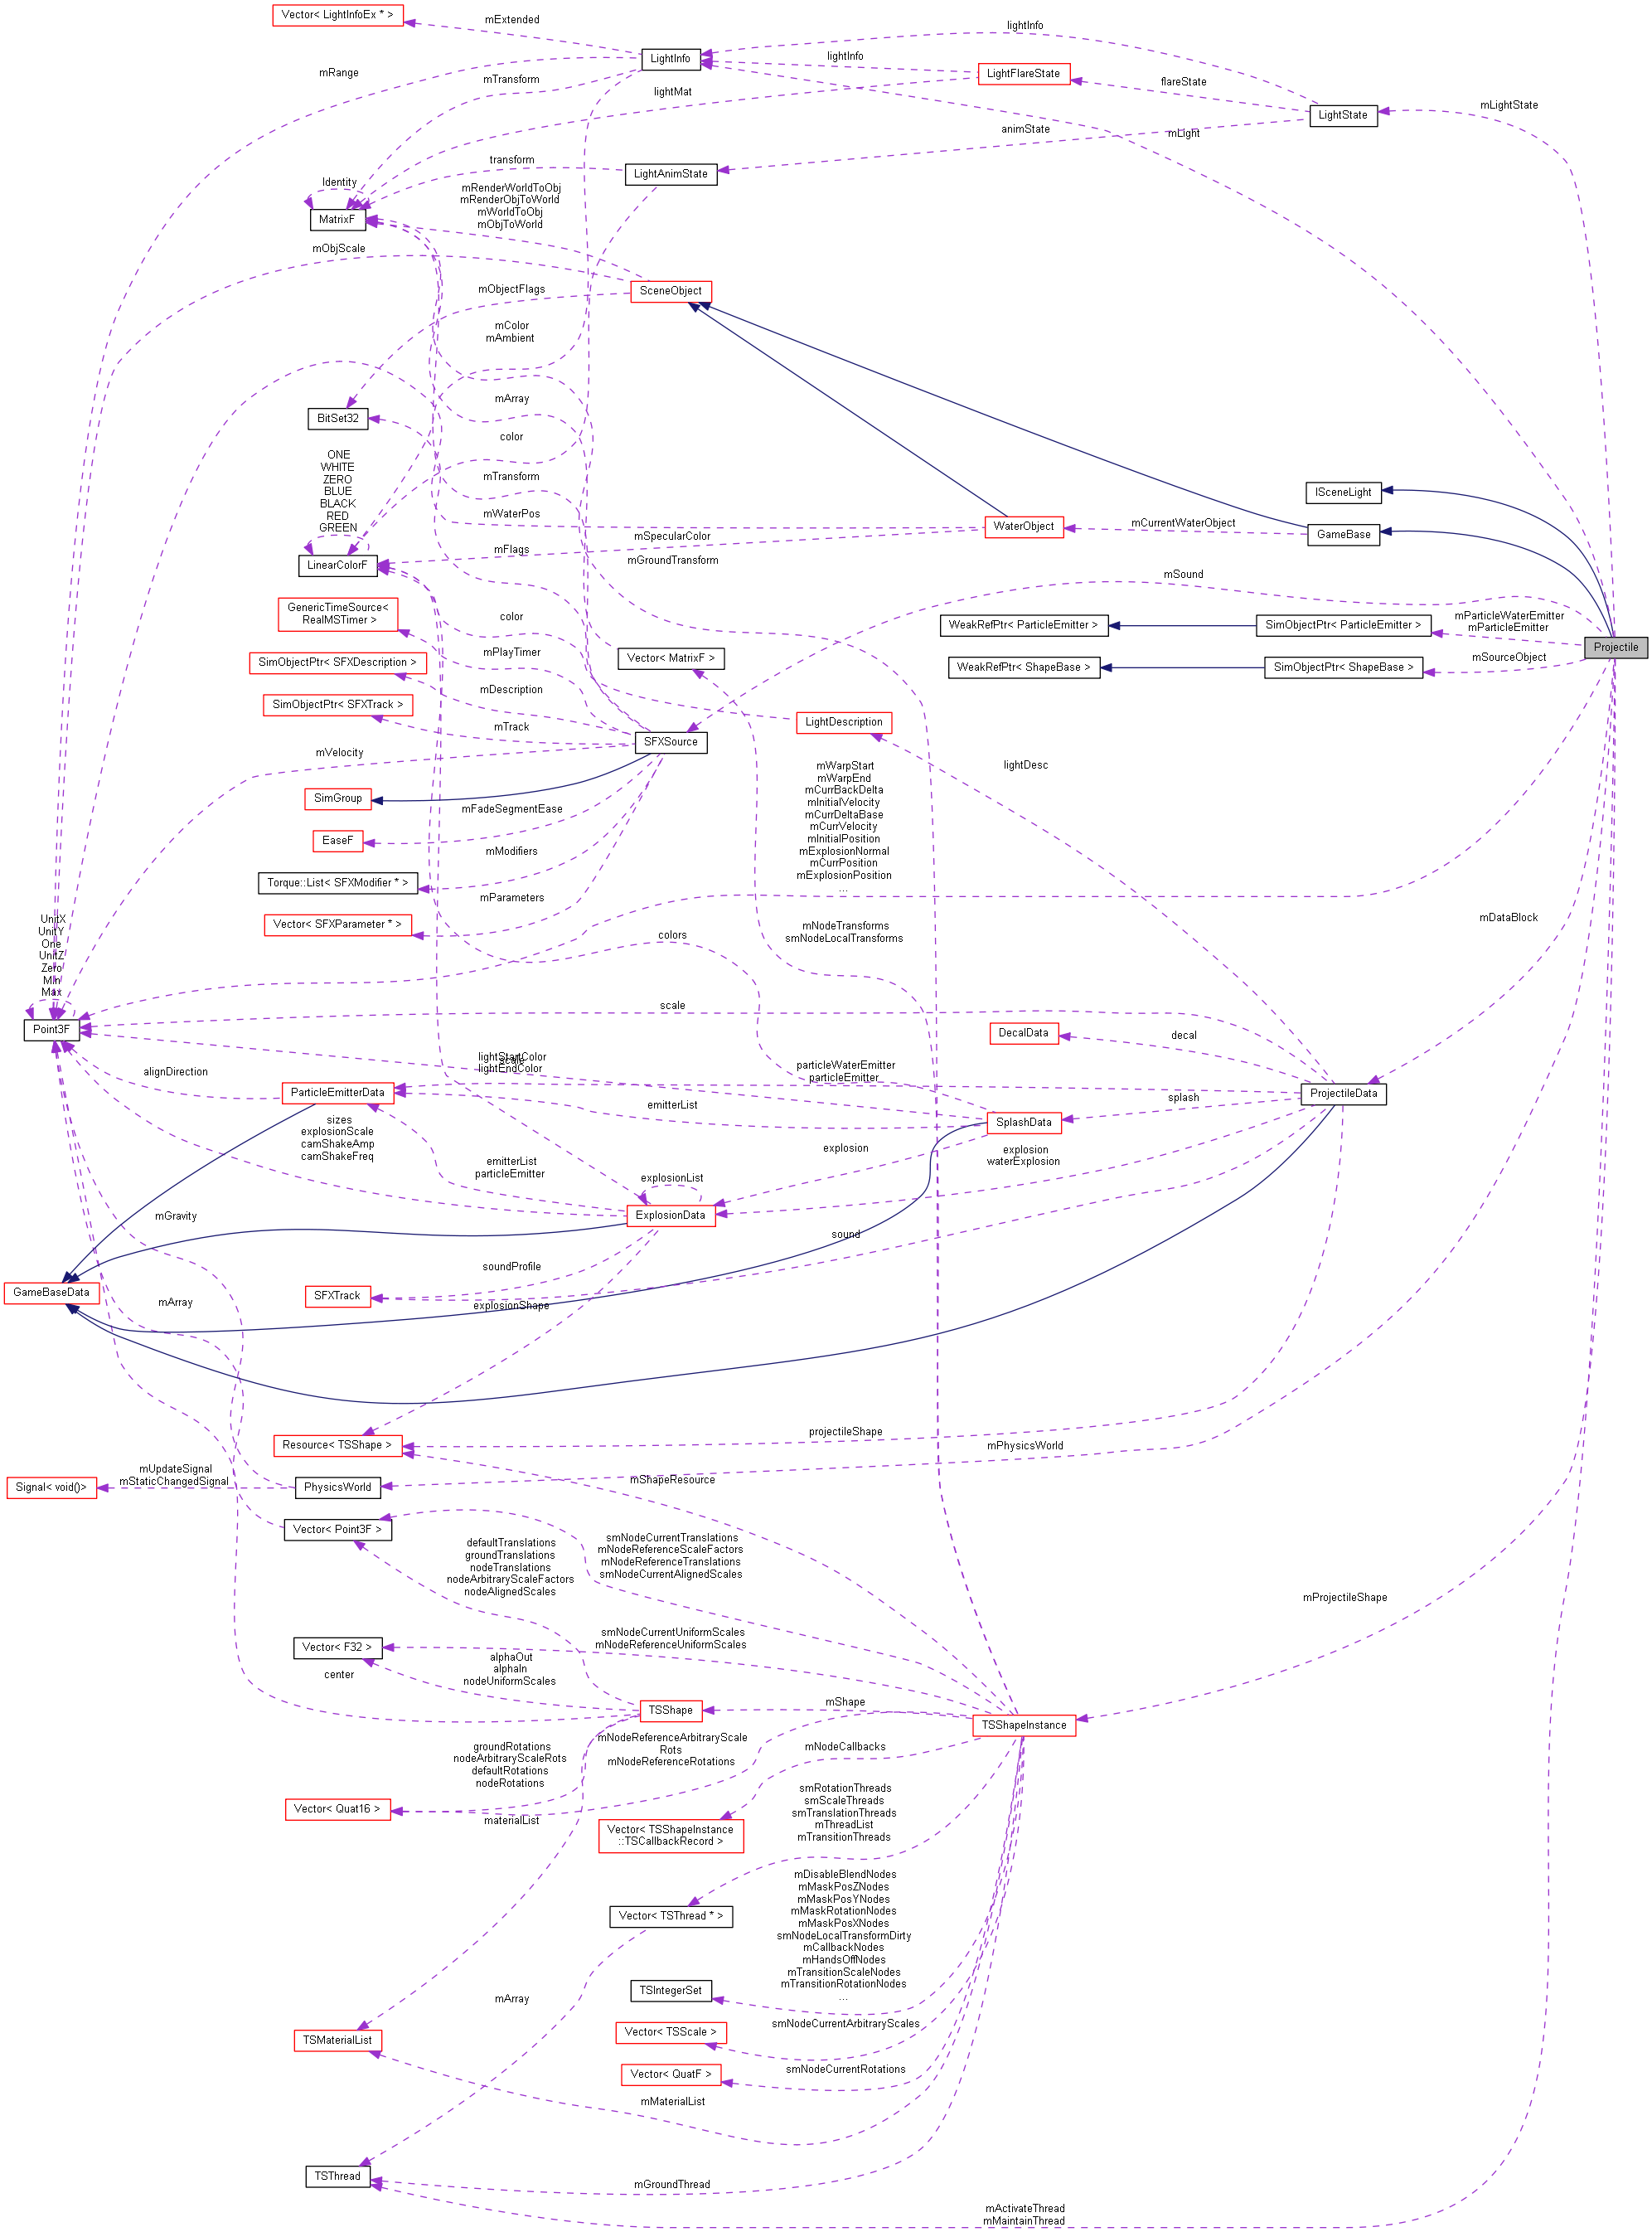 Vector< LightInfoEx * >
mExtended
lightInfo
LightInfo
lightInfo
mRange
mTransform
LightFlareState
flareState
lightMat
mLightState
LightState
animState
mLight
transform
LightAnimState
Identity
mRenderWorldToObj
mRenderObjToWorld
mWorldToObj
mObjToWorld
MatrixF
mObjScale
mObjectFlags
SceneObject
mColor
mAmbient
mArray
BitSet32
color
ONE
WHITE
ZERO
BLUE
BLACK
RED
GREEN
mTransform
ISceneLight
mWaterPos
WaterObject
mCurrentWaterObject
GameBase
mSpecularColor
mFlags
mGroundTransform
LinearColorF
mSound
GenericTimeSource<
RealMSTimer >
color
WeakRefPtr< ParticleEmitter >
SimObjectPtr< ParticleEmitter >
mParticleWaterEmitter
mParticleEmitter
Projectile
mPlayTimer
Vector< MatrixF >
SimObjectPtr< SFXDescription >
WeakRefPtr< ShapeBase >
SimObjectPtr< ShapeBase >
mSourceObject
mDescription
SimObjectPtr< SFXTrack >
mTrack
LightDescription
SFXSource
mVelocity
lightDesc
mWarpStart
mWarpEnd
mCurrBackDelta
mInitialVelocity
mCurrDeltaBase
mCurrVelocity
mInitialPosition
mExplosionNormal
mCurrPosition
mExplosionPosition
...
SimGroup
mFadeSegmentEase
EaseF
mModifiers
Torque::List< SFXModifier * >
mParameters
Vector< SFXParameter * >
mNodeTransforms
smNodeLocalTransforms
colors
mDataBlock
UnitX
UnitY
One
UnitZ
Zero
Min
Max
Point3F
scale
DecalData
decal
scale
lightStartColor
lightEndColor
alignDirection
ParticleEmitterData
particleWaterEmitter
particleEmitter
ProjectileData
splash
emitterList
SplashData
sizes
explosionScale
camShakeAmp
camShakeFreq
explosion
explosion
waterExplosion
emitterList
particleEmitter
explosionList
mGravity
ExplosionData
sound
soundProfile
GameBaseData
SFXTrack
mArray
explosionShape
Resource< TSShape >
projectileShape
mPhysicsWorld
mUpdateSignal
mStaticChangedSignal
Signal< void()>
PhysicsWorld
mShapeResource
Vector< Point3F >
defaultTranslations
groundTranslations
nodeTranslations
nodeArbitraryScaleFactors
nodeAlignedScales
smNodeCurrentTranslations
mNodeReferenceScaleFactors
mNodeReferenceTranslations
smNodeCurrentAlignedScales
mProjectileShape
Vector< F32 >
smNodeCurrentUniformScales
mNodeReferenceUniformScales
center
alphaOut
alphaIn
nodeUniformScales
TSShape
mShape
TSShapeInstance
groundRotations
nodeArbitraryScaleRots
defaultRotations
nodeRotations
mNodeReferenceArbitraryScale
Rots
mNodeReferenceRotations
mNodeCallbacks
Vector< Quat16 >
materialList
Vector< TSShapeInstance
::TSCallbackRecord >
smRotationThreads
smScaleThreads
smTranslationThreads
mThreadList
mTransitionThreads
Vector< TSThread * >
mDisableBlendNodes
mMaskPosZNodes
mMaskPosYNodes
mMaskRotationNodes
mMaskPosXNodes
smNodeLocalTransformDirty
mCallbackNodes
mHandsOffNodes
mTransitionScaleNodes
mTransitionRotationNodes
...
TSIntegerSet
mArray
Vector< TSScale >
smNodeCurrentArbitraryScales
TSMaterialList
Vector< QuatF >
smNodeCurrentRotations
mMaterialList
TSThread
mGroundThread
mActivateThread
mMaintainThread